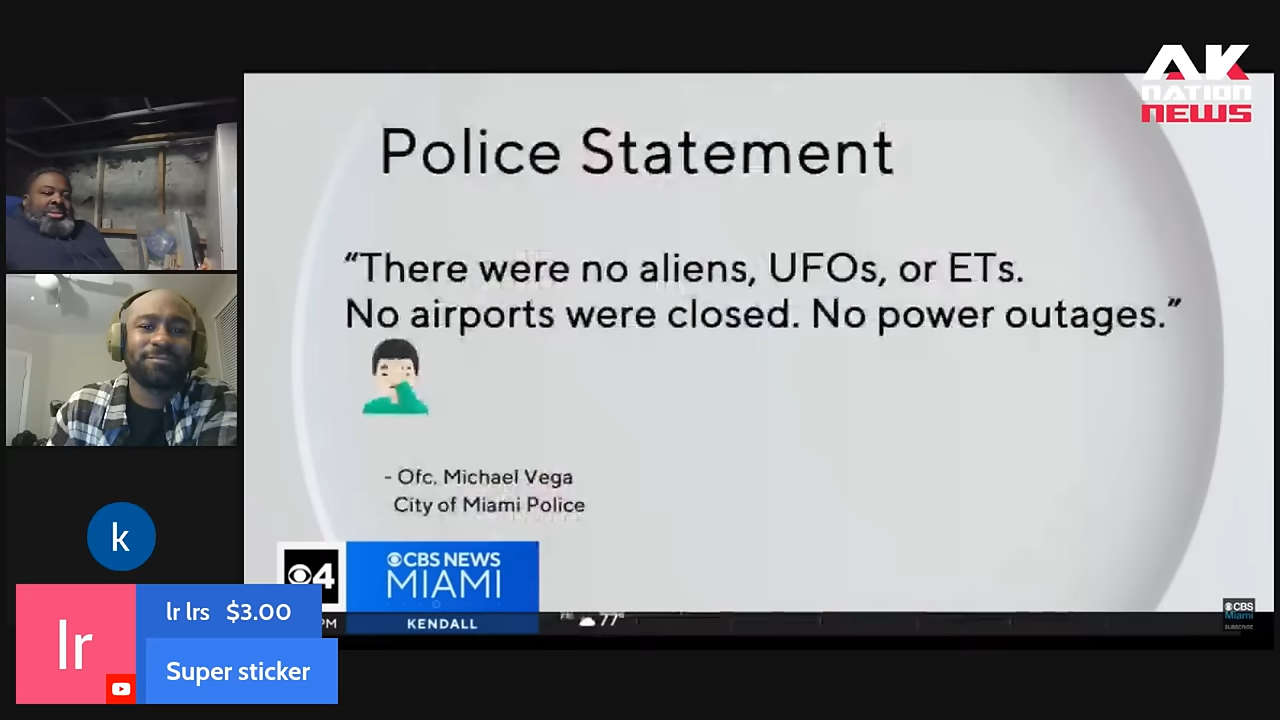 AK
NATION
NEWS
Police Statement
“There were no aliens, UFOs, or ETs.
No airports were closed. No power outages.”
- Ofc. Michael Vega
City of Miami Police
4
CBS NEWS
MIAMI
PM
KENDALL
77°
CBS
Miami
SUBSCRIBE
k
lr
lr lrs $3.00
Super sticker